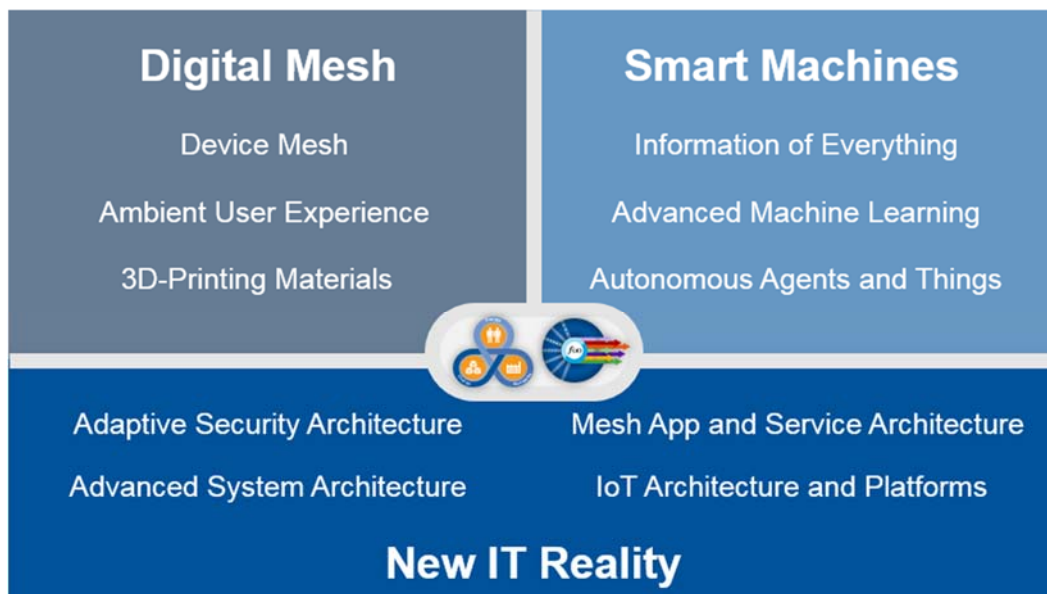 Digital Mesh
Device Mesh
Ambient User Experience
3D-Printing Materials
Smart Machines
Information of Everything
Advanced Machine Learning
Autonomous Agents and Things
f(x)
Adaptive Security Architecture
Mesh App and Service Architecture
Advanced System Architecture
IoT Architecture and Platforms
New IT Reality